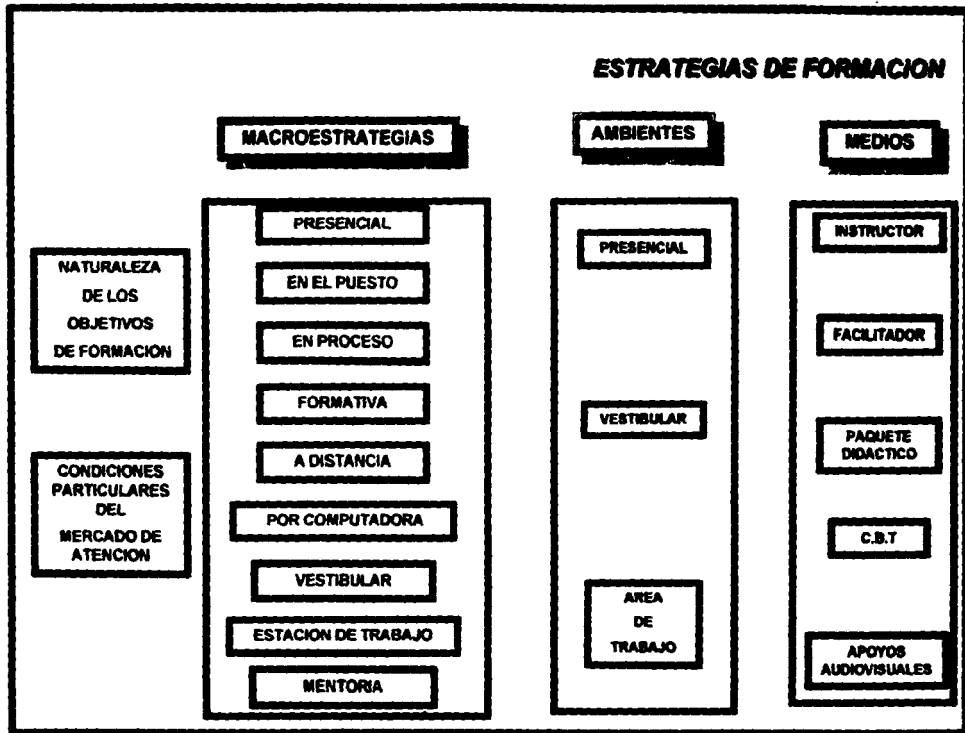 ESTRATEGIAS DE FORMACION
MACROESTRATEGIAS
AMBIENTES
MEDIOS
NATURALEZA
DE LOS
OBJETIVOS
DE FORMACION
CONDICIONES
PARTICULARES
DEL
MERCADO DE
ATENCION
PRESENCIAL
EN EL PUESTO
EN PROCESO
FORMATIVA
A DISTANCIA
POR COMPUTADORA
VESTIBULAR
ESTACION DE TRABAJO
MENTORIA
PRESENCIAL
VESTIBULAR
AREA
DE
TRABAJO
INSTRUCTOR
FACILITADOR
PAQUETE
DIDACTICO
C.B.T
APOYOS
AUDIOVISUALES